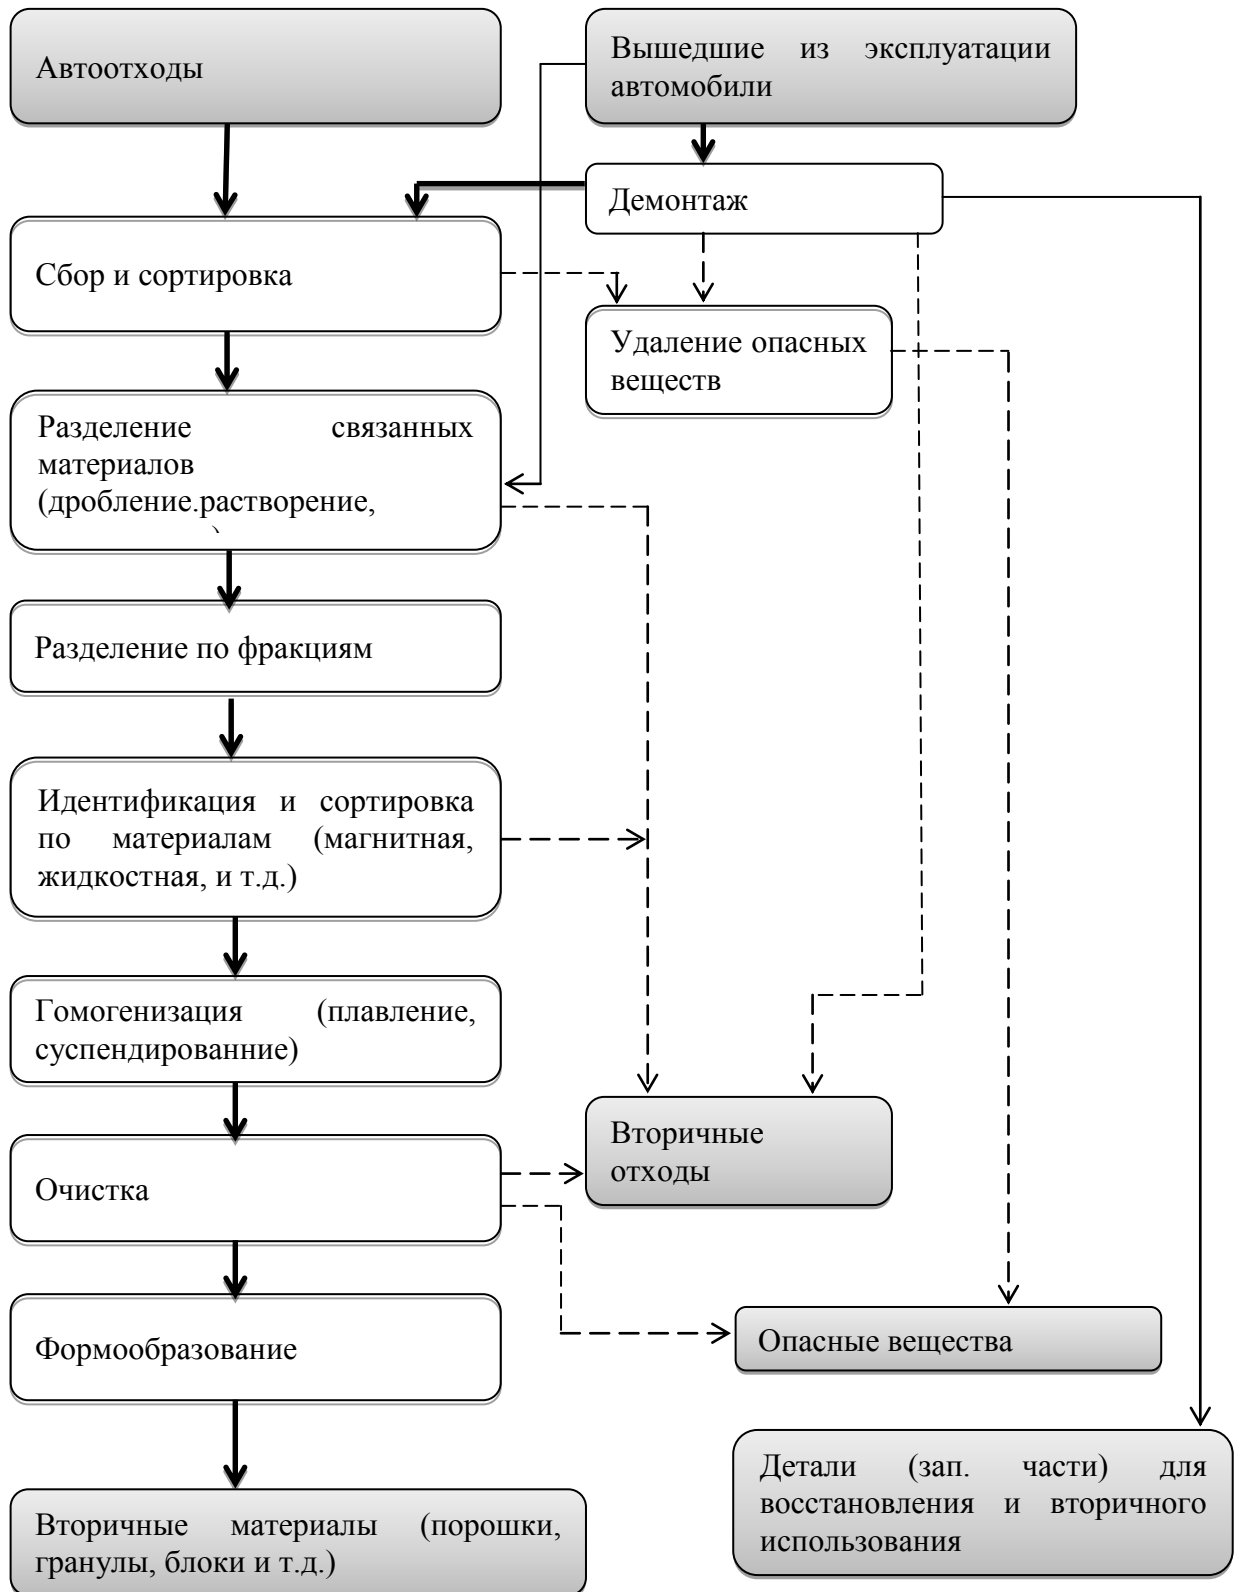 Автоотходы
Вышедшие из эксплуатации
автомобили
Демонтаж
Сбор и сортировка
Удаление опасных
веществ
Разделение связанных
материалов
(дробление.растворение,
Разделение по фракциям
Идентификация и сортировка
по материалам (магнитная,
жидкостная, и т.д.)
Гомогенизация (плавление,
суспендированние)
Вторичные
отходы
Очистка
Опасные вещества
Формообразование
Детали (зап. части) для
восстановления и вторичного
использования
Вторичные материалы (порошки,
гранулы, блоки и т.д.)